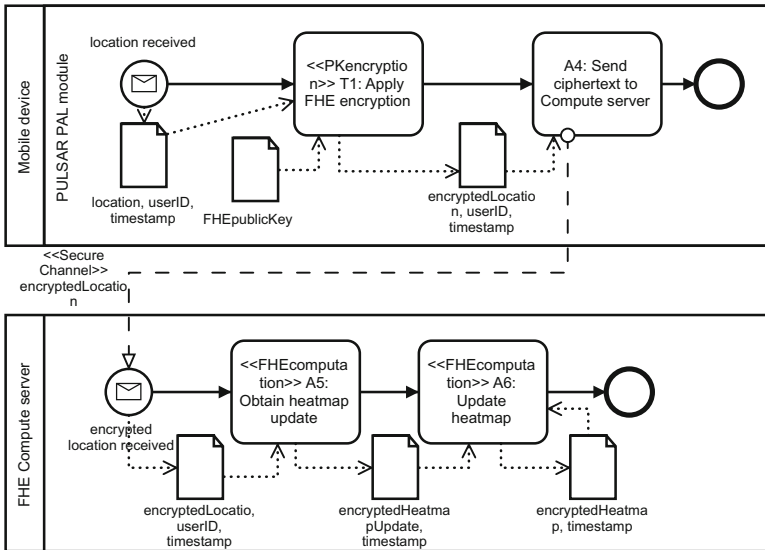 Mobile device
PULSAR PAL module
location received
<<PKencryptio
n>> T1: Apply
FHE encryption
A4: Send
ciphertext to
Compute server
location, userID,
timestamp
FHEpublicKey
encryptedLocatio
n, userID,
timestamp
<<Secure
Channel>>
encryptedLocatio
n
FHE Compute server
encrypted
location received
<<FHEcomputa
tion>> A5:
Obtain heatmap
update
<<FHEcomputa
tion>> A6:
Update
heatmap
encryptedLocatio,
userID,
timestamp
encryptedHeatma
pUpdate,
timestamp
encryptedHeatma
p, timestamp